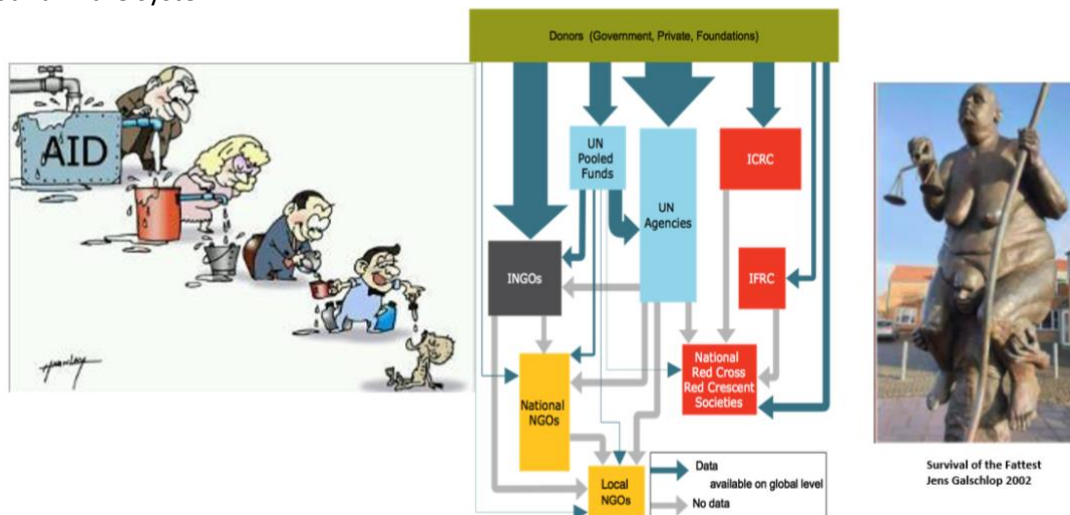 Donors (Government, Private, Foundations)
AID
UN
Pooled
Funds
UN
Agencies
ICRC
INGOs
IFRC
National
Red Cross
Red Crescent
Societies
National
NGOs
Local
NGOs
Data
available on global level
No data
Survival of the Fattest
Jens Galschlop 2002